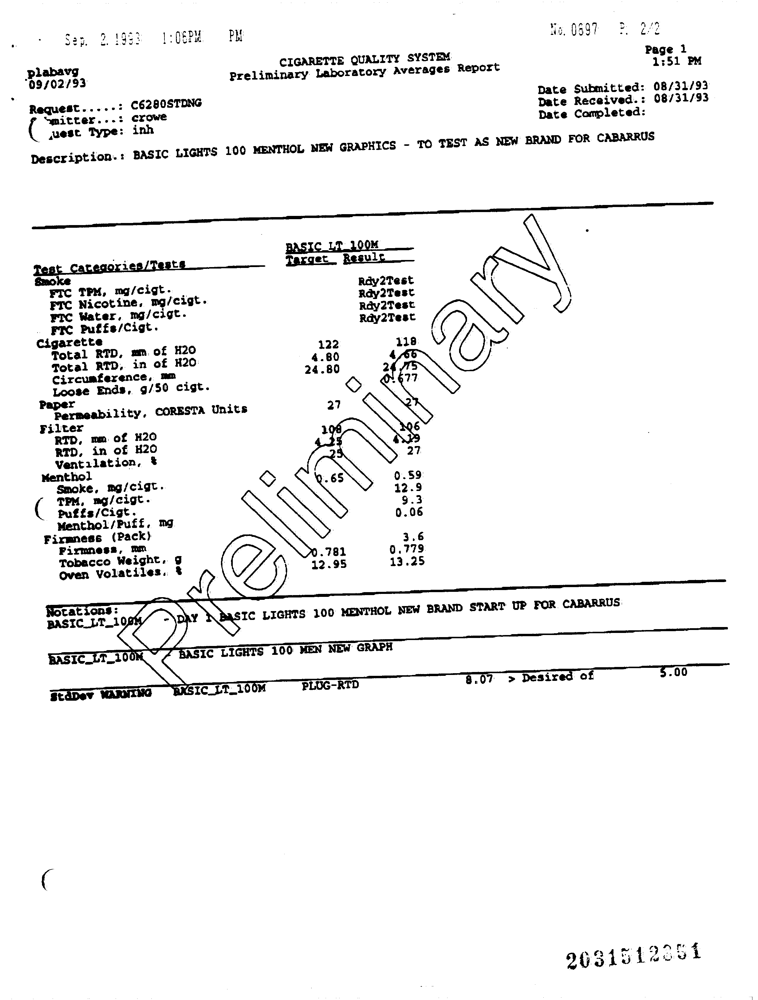 Sep. 2. 1993 1:06PM PM No. 0697 P. 2/2
Page 1
CIGARETTE QUALITY SYSTEM 1:51 PM
plabavg Preliminary Laboratory Averages Report
09/02/93
Date Submitted: 08/31/93
Request.....: C6280STDNG Date Received.: 08/31/93
mitter...: crowe Date Completed:
uest Type: inh
Description.: BASIC LIGHTS 100 MENTHOL NEW GRAPHICS - TO TEST AS NEW BRAND FOR CABARRUS
BASIC_LT_100M
Test Categories/Tests Target Result
Smoke
FTC TPM, mg/cigt. Rdy2Test
FTC Nicotine, mg/cigt. Rdy2Test
FTC Water, mg/cigt. Rdy2Test
FTC Puffs/Cigt. Rdy2Test
Cigarette
Total RTD, mm of H2O 122 118
Total RTD, in of H2O 4.80 4.66
Circumference, mm 24.80 24.75
Loose Ends, g/50 cigt. 0.677
Paper
Permeability, CORESTA Units 27 27
Filter
RTD, mm of H2O 108 106
RTD, in of H2O 4.25 4.19
Ventilation, % 25 27
Menthol
Smoke, mg/cigt. 0.65 0.59
TPM, mg/cigt. 12.9
Puffs/Cigt. 9.3
Menthol/Puff, mg 0.06
Firmness (Pack)
Firmness, mm 3.6
Tobacco Weight, g 0.781 0.779
Oven Volatiles, % 12.95 13.25
Preliminary
Notations:
BASIC_LT_100M - DAY 1 BASIC LIGHTS 100 MENTHOL NEW BRAND START UP FOR CABARRUS
BASIC_LT_100M - BASIC LIGHTS 100 MEN NEW GRAPH
StdDev WARNING BASIC_LT_100M PLUG-RTD 8.07 > Desired of 5.00